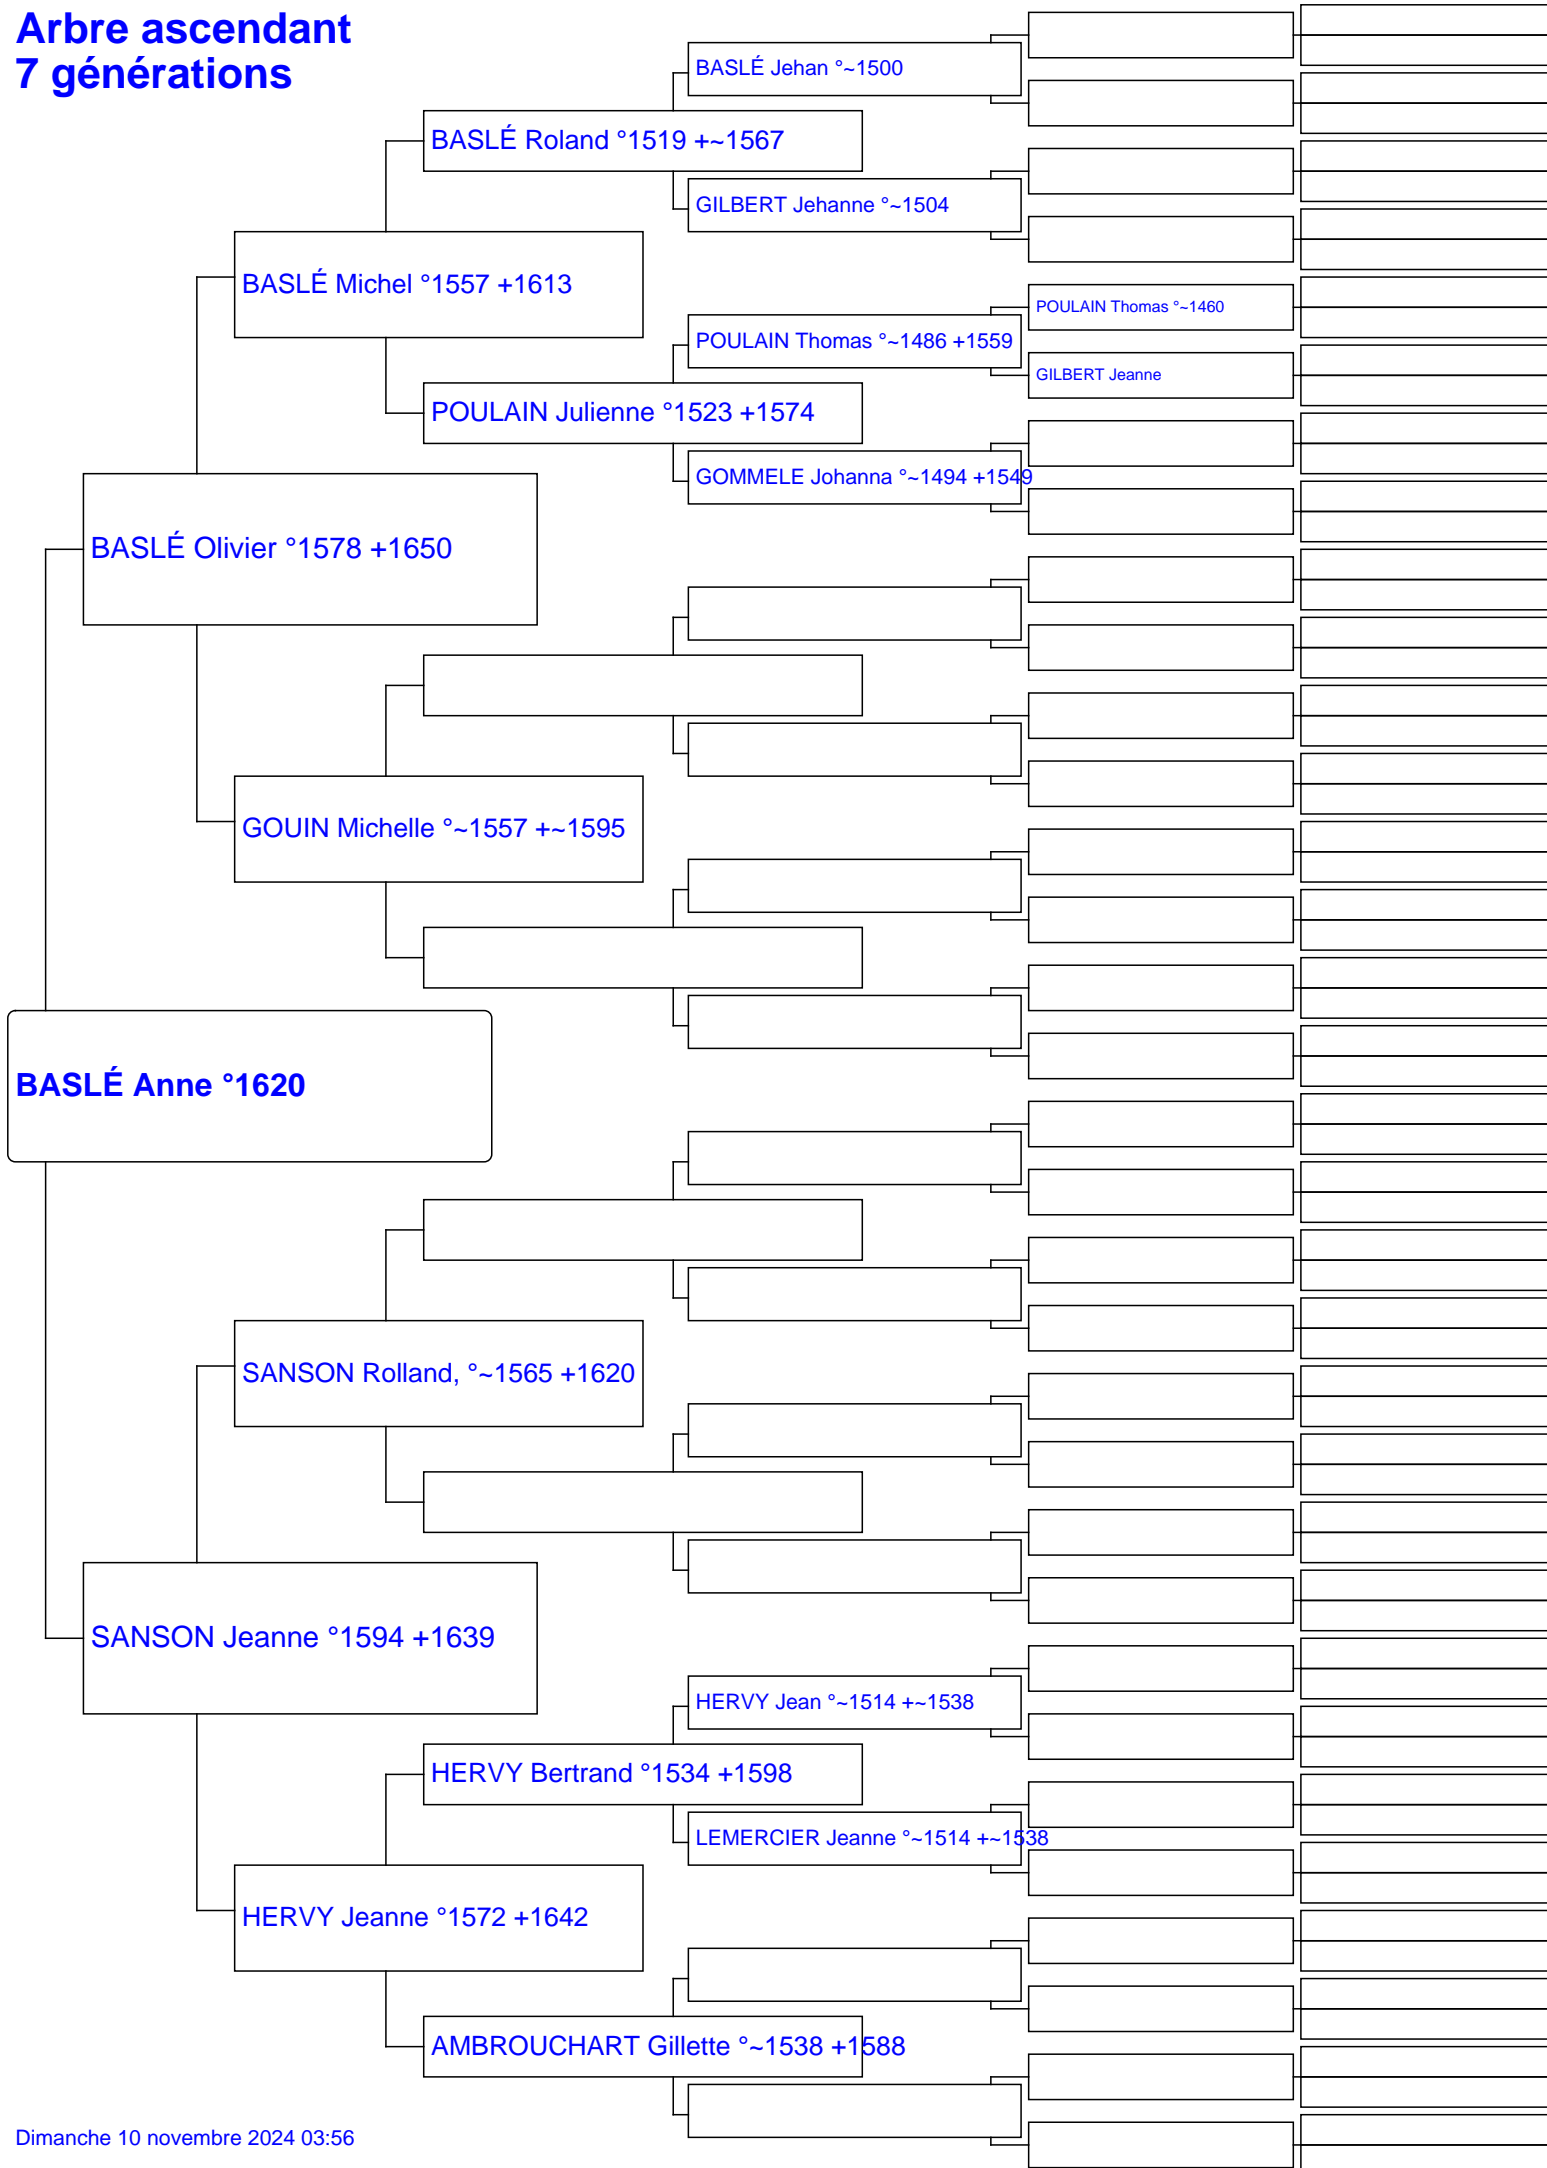 Arbre ascendant
7 générations
BASLÉ Jehan °~1500
BASLÉ Roland °1519 +~1567
GILBERT Jehanne °~1504
BASLÉ Michel °1557 +1613
POULAIN Thomas °~1460
POULAIN Thomas °~1486 +1559
GILBERT Jeanne
POULAIN Julienne °1523 +1574
GOMMELE Johanna °~1494 +1549
BASLÉ Olivier °1578 +1650
GOUIN Michelle °~1557 +~1595
BASLÉ Anne °1620
SANSON Rolland, °~1565 +1620
SANSON Jeanne °1594 +1639
HERVY Jean °~1514 +~1538
HERVY Bertrand °1534 +1598
LEMERCIER Jeanne °~1514 +~1538
HERVY Jeanne °1572 +1642
AMBROUCHART Gillette °~1538 +1588
Dimanche 10 novembre 2024 03:56